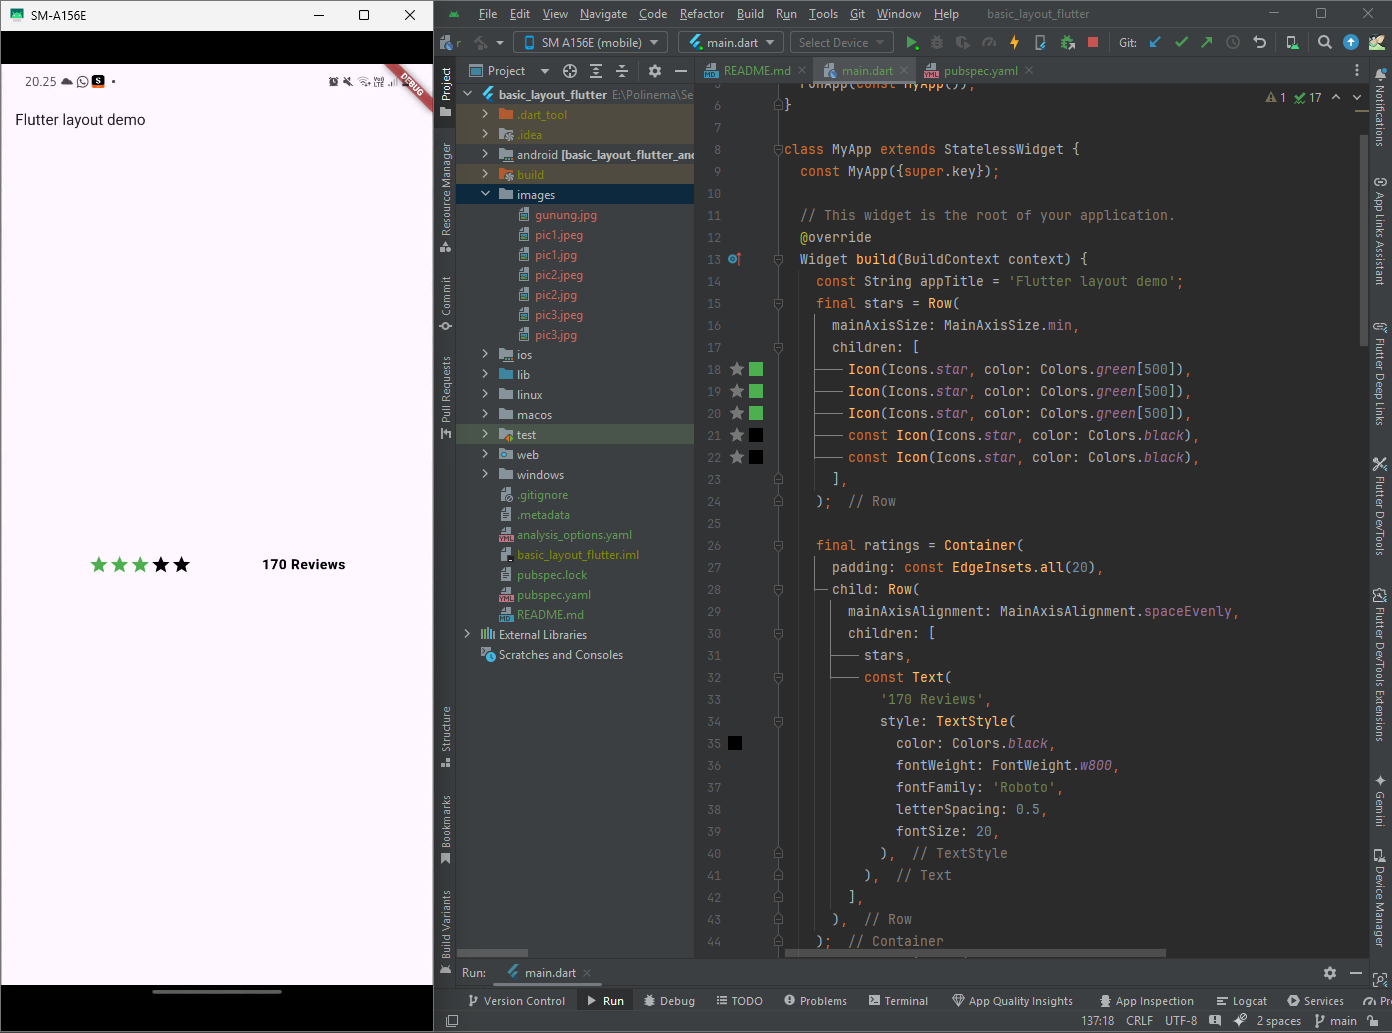 SM-A156E
20.25
DEBUG
Flutter layout demo
170 Reviews
File Edit View Navigate Code Refactor Build Run Tools Git Window Help basic_layout_flutter
r SM A156E (mobile) main.dart Select Device Git:
Project
Resource Manager
Commit
Pull Requests
Structure
Bookmarks
Build Variants
Project
basic_layout_flutter E:\Polinema\Se
.dart_tool
.idea
android [basic_layout_flutter_and
build
images
gunung.jpg
pic1.jpeg
pic1.jpg
pic2.jpeg
pic2.jpg
pic3.jpeg
pic3.jpg
ios
lib
linux
macos
test
web
windows
.gitignore
.metadata
analysis_options.yaml
basic_layout_flutter.iml
pubspec.lock
pubspec.yaml
README.md
External Libraries
Scratches and Consoles
README.md main.dart pubspec.yaml
1 17
5 runApp(const MyApp());
6 }
7
8 class MyApp extends StatelessWidget {
9 const MyApp({super.key});
10
11 // This widget is the root of your application.
12 @override
13 Widget build(BuildContext context) {
14 const String appTitle = 'Flutter layout demo';
15 final stars = Row(
16 mainAxisSize: MainAxisSize.min,
17 children: [
18 Icon(Icons.star, color: Colors.green[500]),
19 Icon(Icons.star, color: Colors.green[500]),
20 Icon(Icons.star, color: Colors.green[500]),
21 const Icon(Icons.star, color: Colors.black),
22 const Icon(Icons.star, color: Colors.black),
23 ],
24 ); // Row
25
26 final ratings = Container(
27 padding: const EdgeInsets.all(20),
28 child: Row(
29 mainAxisAlignment: MainAxisAlignment.spaceEvenly,
30 children: [
31 stars,
32 const Text(
33 '170 Reviews',
34 style: TextStyle(
35 color: Colors.black,
36 fontWeight: FontWeight.w800,
37 fontFamily: 'Roboto',
38 letterSpacing: 0.5,
39 fontSize: 20,
40 ), // TextStyle
41 ), // Text
42 ],
43 ), // Row
44 ); // Container
Notifications
App Links Assistant
Flutter Deep Links
Flutter DevTools
Flutter DevTools Extensions
Gemini
Device Manager
Run: main.dart
Version Control Run Debug TODO Problems Terminal App Quality Insights App Inspection Logcat Services Pr
137:18 CRLF UTF-8 2 spaces main